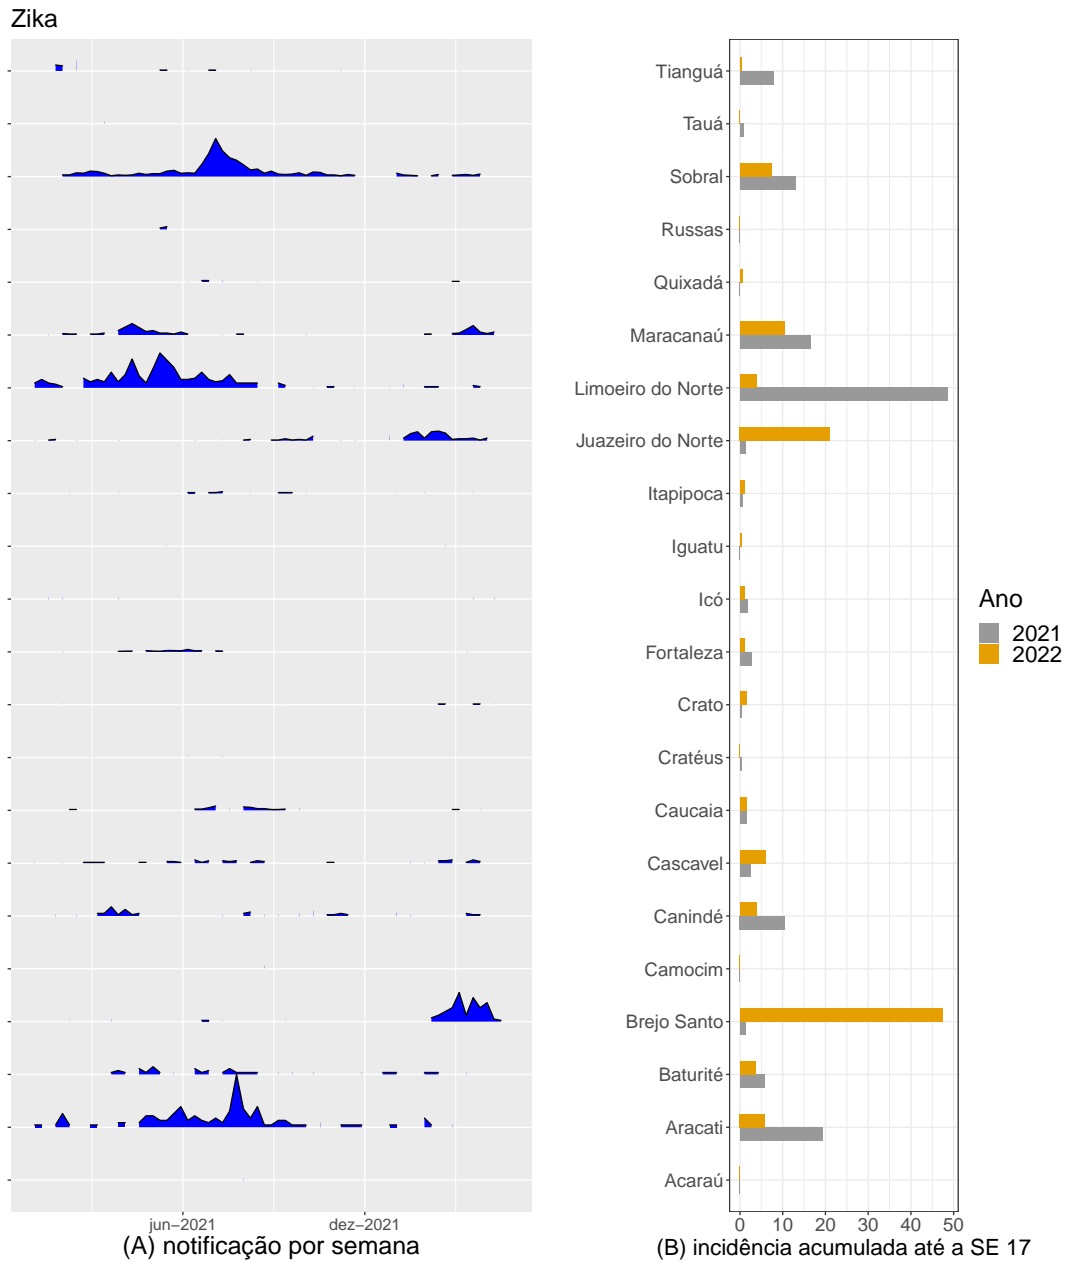 Zika
Tianguá
Tauá
Sobral
Russas
Quixadá
Maracanaú
Limoeiro do Norte
Juazeiro do Norte
Itapipoca
Iguatu
Icó
Fortaleza
Crato
Cratéus
Caucaia
Cascavel
Canindé
Camocim
Brejo Santo
Baturité
Aracati
Acaraú
jun−2021 dez−2021
(A) notificação por semana
0 10 20 30 40 50
(B) incidência acumulada até a SE 17
Ano
2021
2022